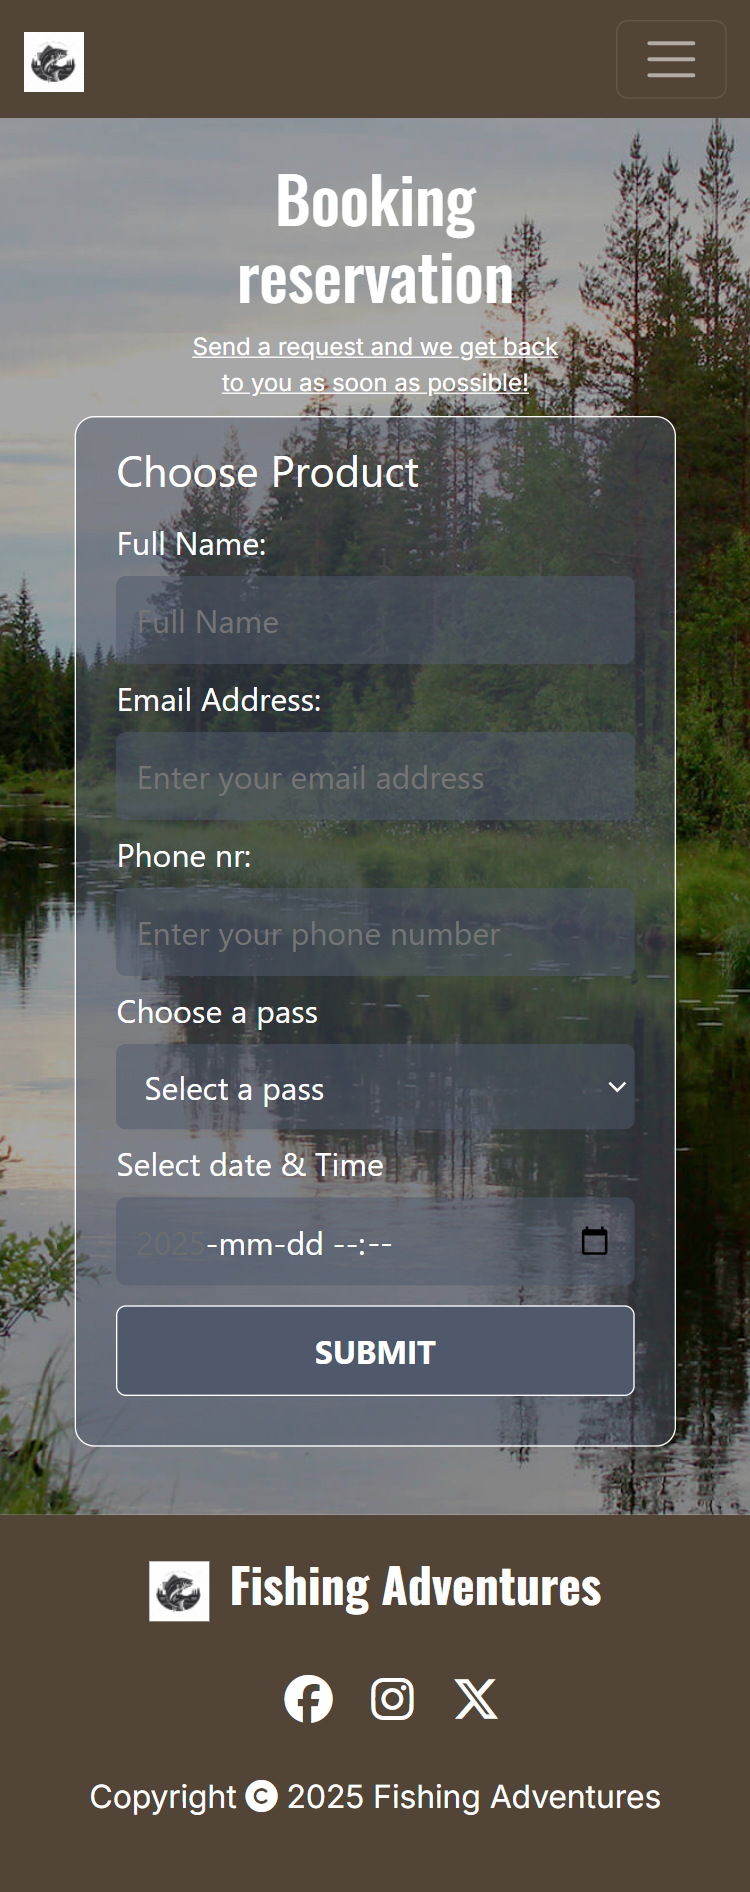 Booking
reservation
Send a request and we get back
to you as soon as possible!
Choose Product
Full Name:
Full Name
Email Address:
Enter your email address
Phone nr:
Enter your phone number
Choose a pass
Select a pass
Select date & Time
2025-mm-dd --:--
SUBMIT
Fishing Adventures
Copyright © 2025 Fishing Adventures